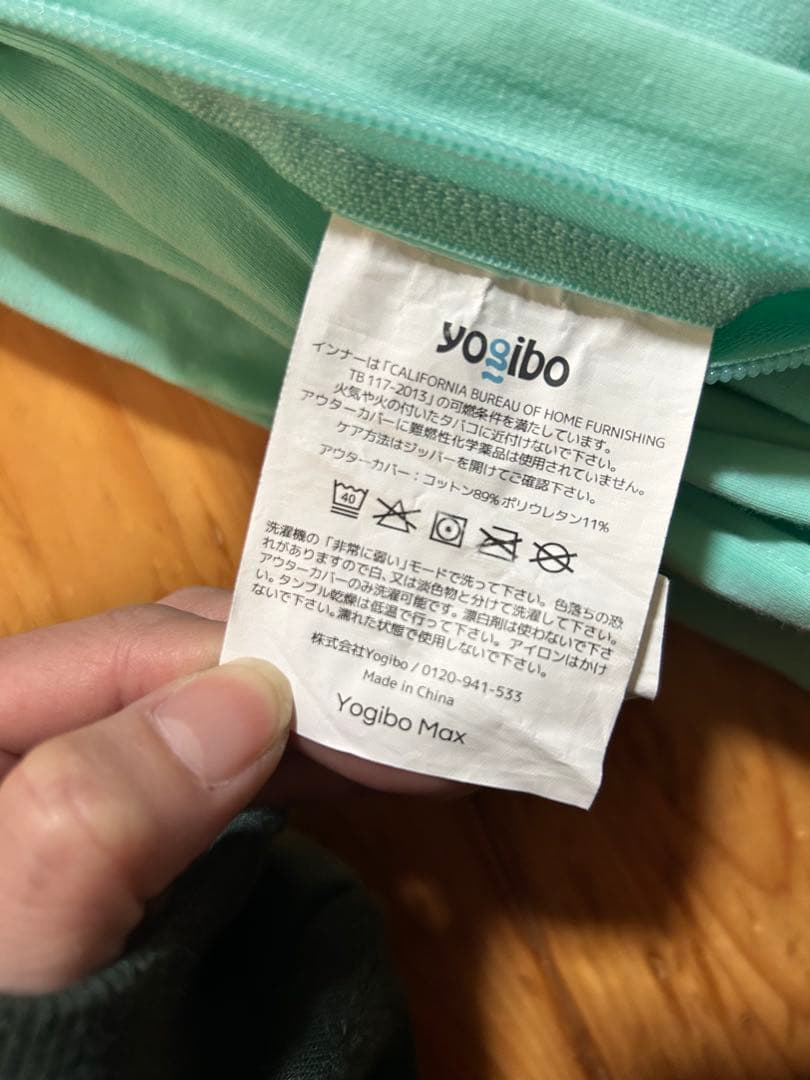 yogibo
インナーは「CALIFORNIA BUREAU OF HOME FURNISHING
TB 117-2013」の可燃条件を満たしています。
火気や火の付いたタバコに近付けないで下さい。
アウターカバーに難燃性化学薬品は使用されていません。
ケア方法はジッパーを開けてご確認下さい。
アウターカバー：コットン89% ポリウレタン11%
40
洗濯機の「非常に弱い」モードで洗って下さい。色落ちの恐
れがありますので白、又は淡色物と分けて洗濯して下さい。
アウターカバーのみ洗濯可能です。漂白剤は使わないで下さ
い。タンブル乾燥は低温で行って下さい。アイロンはかけ
ないで下さい。濡れた状態で使用しないで下さい。
株式会社Yogibo / 0120-941-533
Made in China
Yogibo Max